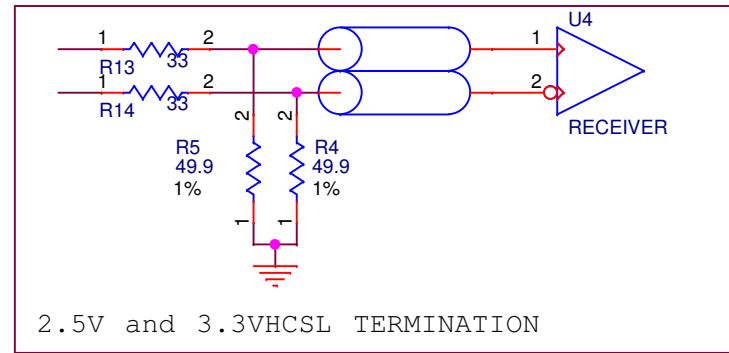 U4
1 2 1
R13 33
1 2 2
R14 33
RECEIVER
2 2
R5 R4
49.9 49.9
1% 1%
1 1
2.5V and 3.3VHCSL TERMINATION